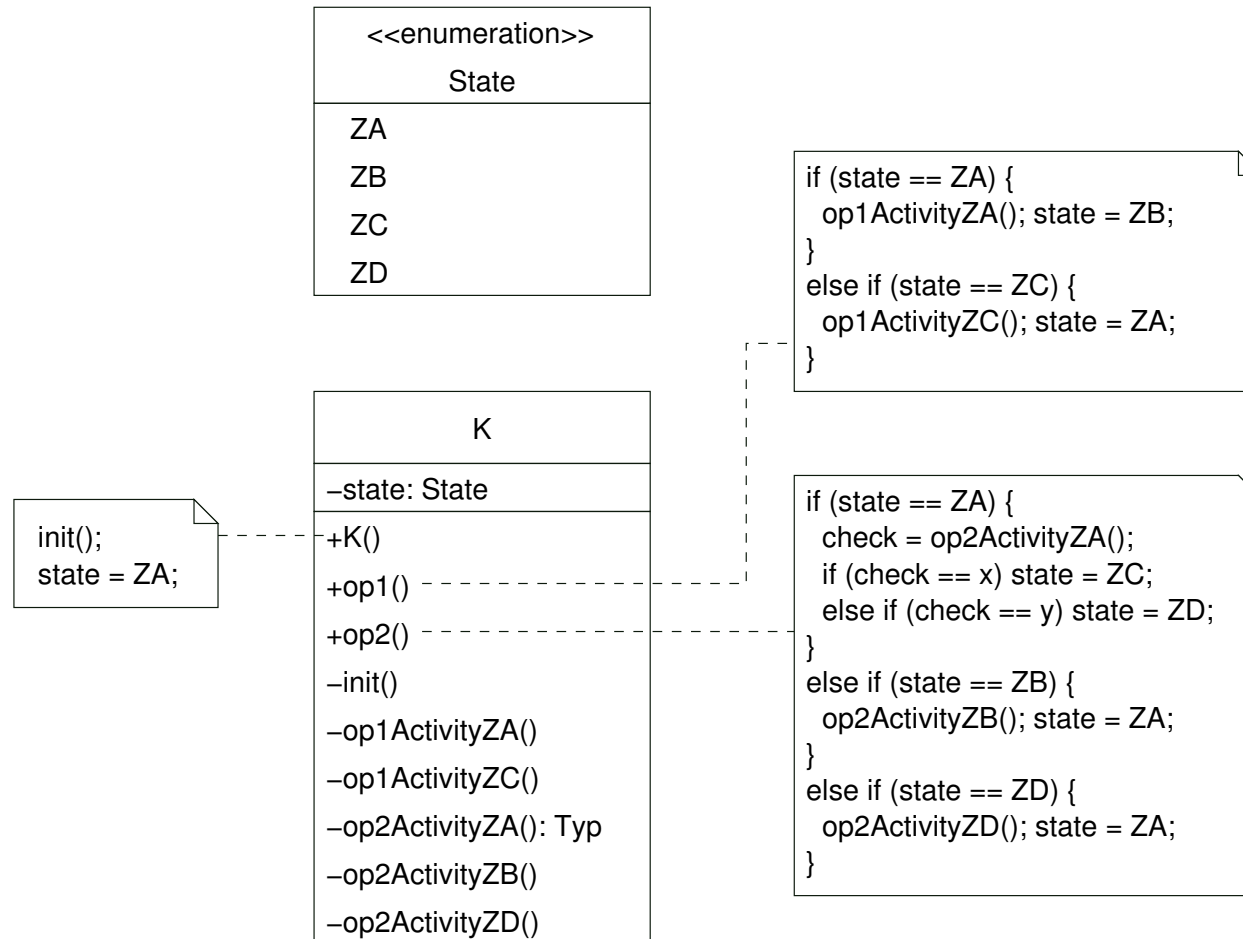 <<enumeration>>
State
ZA
ZB
ZC
ZD
if (state == ZA) {
op1ActivityZA(); state = ZB;
}
else if (state == ZC) {
op1ActivityZC(); state = ZA;
}
K
−state: State
+K()
+op1()
+op2()
−init()
−op1ActivityZA()
−op1ActivityZC()
−op2ActivityZA(): Typ
−op2ActivityZB()
−op2ActivityZD()
init();
state = ZA;
if (state == ZA) {
check = op2ActivityZA();
if (check == x) state = ZC;
else if (check == y) state = ZD;
}
else if (state == ZB) {
op2ActivityZB(); state = ZA;
}
else if (state == ZD) {
op2ActivityZD(); state = ZA;
}